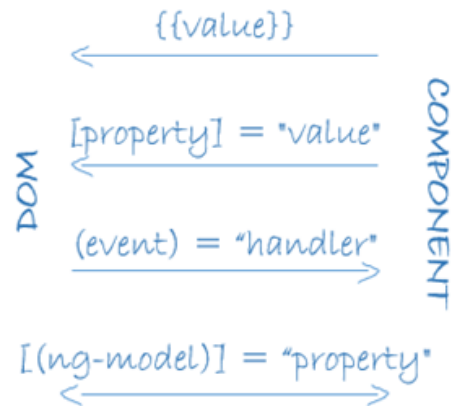 {{value}}
[property] = "value"
DOM
COMPONENT
(event) = "handler"
[(ng-model)] = "property"